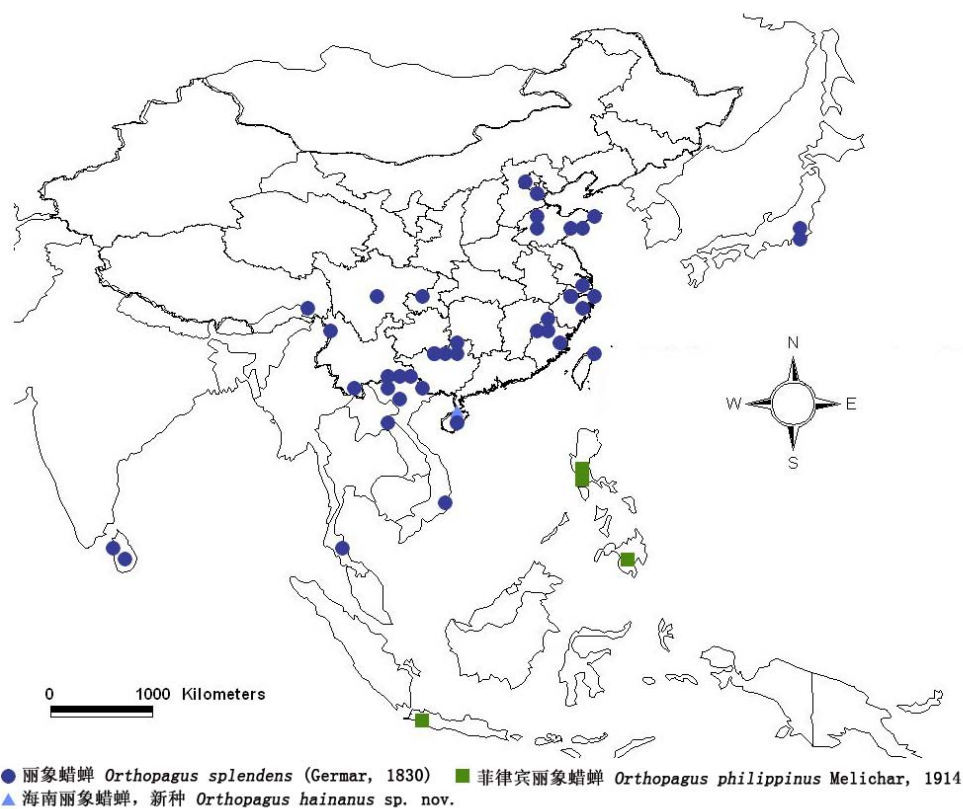 N
W E
S
0 1000 Kilometers
丽象蜡蝉 Orthopagus splendens (Germar, 1830) 菲律宾丽象蜡蝉 Orthopagus philippinus Melichar, 1914
海南丽象蜡蝉，新种 Orthopagus hainanus sp. nov.